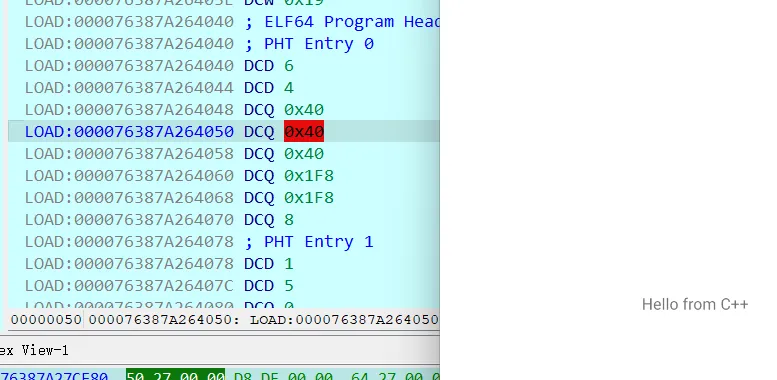 LOAD:000076387A26403E DCW 0x19
LOAD:000076387A264040 ; ELF64 Program Head
LOAD:000076387A264040 ; PHT Entry 0
LOAD:000076387A264040 DCD 6
LOAD:000076387A264044 DCD 4
LOAD:000076387A264048 DCQ 0x40
LOAD:000076387A264050 DCQ 0x40
LOAD:000076387A264058 DCQ 0x40
LOAD:000076387A264060 DCQ 0x1F8
LOAD:000076387A264068 DCQ 0x1F8
LOAD:000076387A264070 DCQ 8
LOAD:000076387A264078 ; PHT Entry 1
LOAD:000076387A264078 DCD 1
LOAD:000076387A26407C DCD 5
LOAD:000076387A264080 DCQ 0
Hello from C++
00000050 000076387A264050: LOAD:000076387A264050
ex View-1
76387A27CF80 50 27 00 00 D8 DF 00 00 64 27 00 0